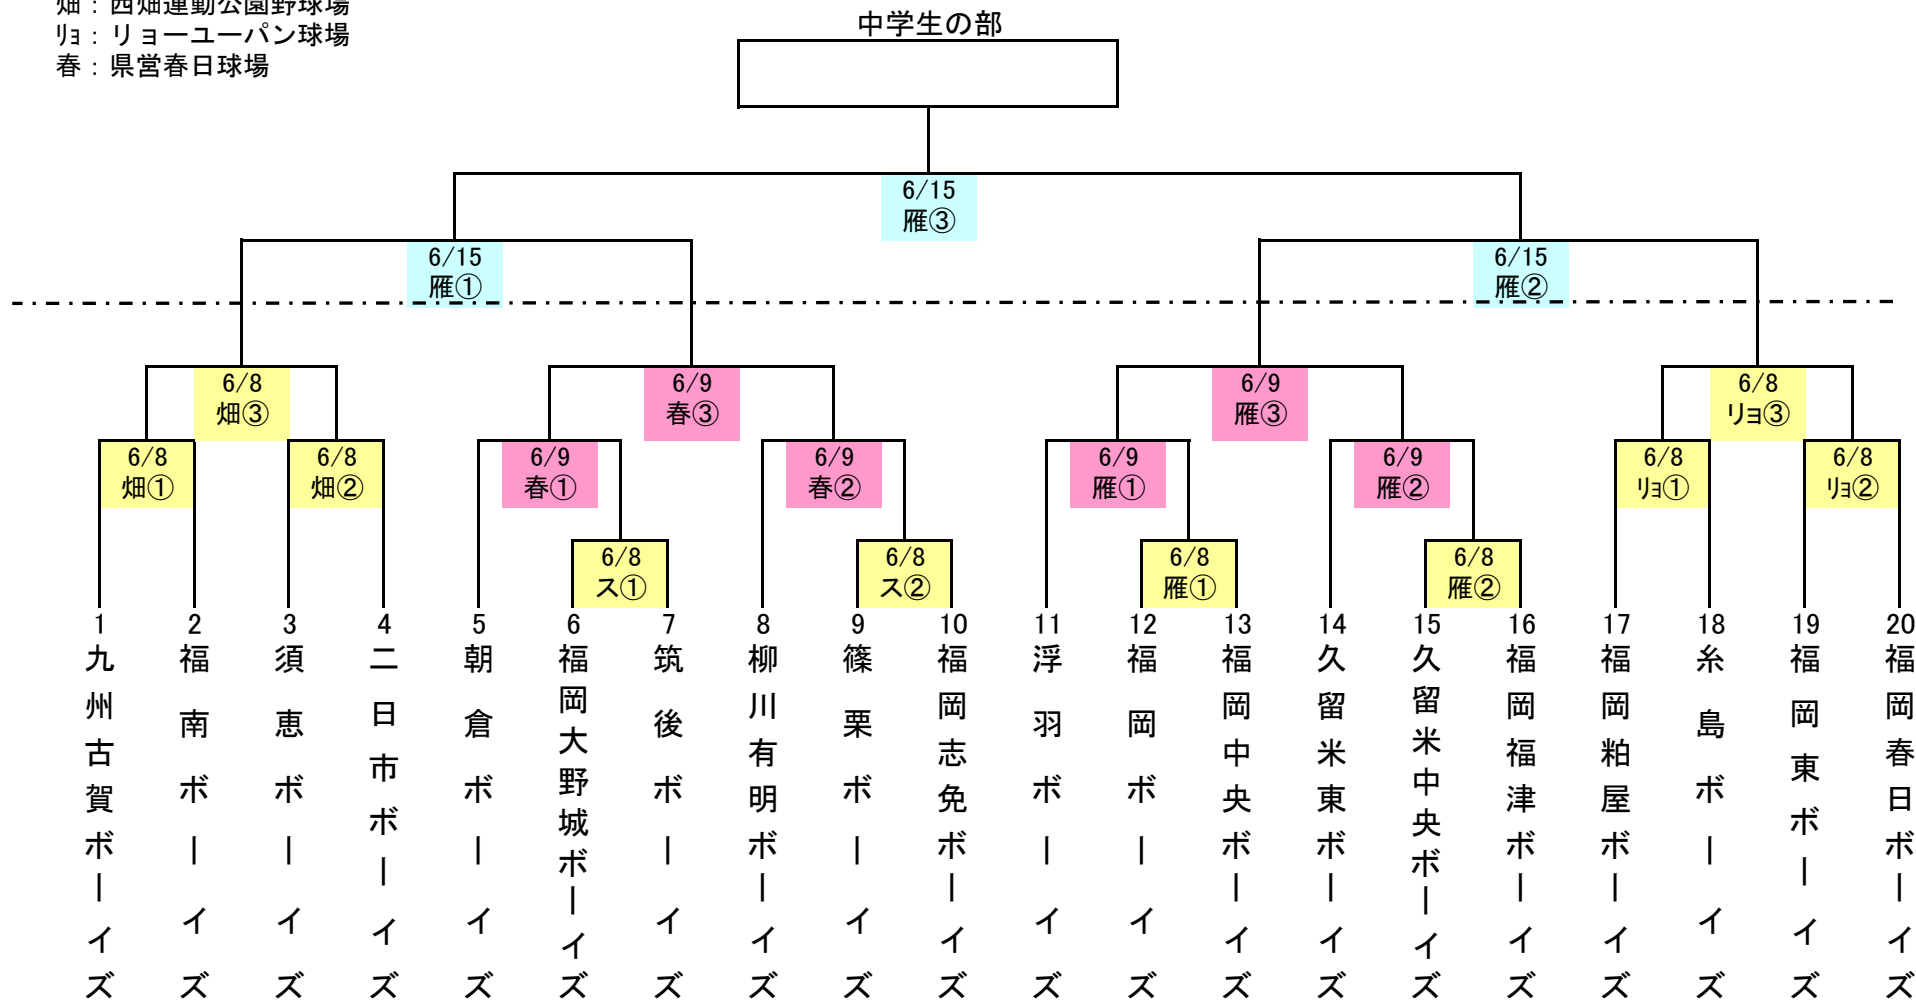 畑：西畑運動公園野球場
ﾘｮ：リョーユーパン球場
春：県営春日球場
中学生の部
6/15
雁③
6/15
雁①
6/15
雁②
6/8
畑③
6/9
春③
6/9
雁③
6/8
リョ③
6/8
畑①
6/8
畑②
6/9
春①
6/9
春②
6/9
雁①
6/9
雁②
6/8
ﾘｮ①
6/8
ﾘｮ②
6/8
ス①
6/8
ス②
6/8
雁①
6/8
雁②
1
九州古賀ボーイズ
2
福南ボーイズ
3
須恵ボーイズ
4
二日市ボーイズ
5
朝倉ボーイズ
6
福岡大野城ボーイズ
7
筑後ボーイズ
8
柳川有明ボーイズ
9
篠栗ボーイズ
10
福岡志免ボーイズ
11
浮羽ボーイズ
12
福岡ボーイズ
13
福岡中央ボーイズ
14
久留米東ボーイズ
15
久留米中央ボーイズ
16
福岡福津ボーイズ
17
福岡粕屋ボーイズ
18
糸島ボーイズ
19
福岡東ボーイズ
20
福岡春日ボーイズ